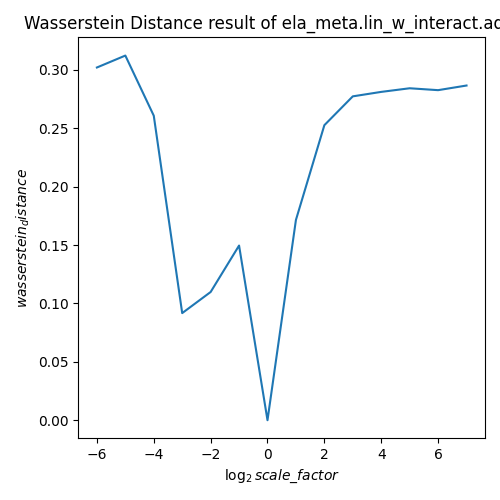 Wasserstein Distance result of ela_meta.lin_w_interact.ad
0.30
0.25
0.20
0.15
0.10
0.05
0.00
wasserstein_distance
−6 −4 −2 0 2 4 6
log₂ scale_factor